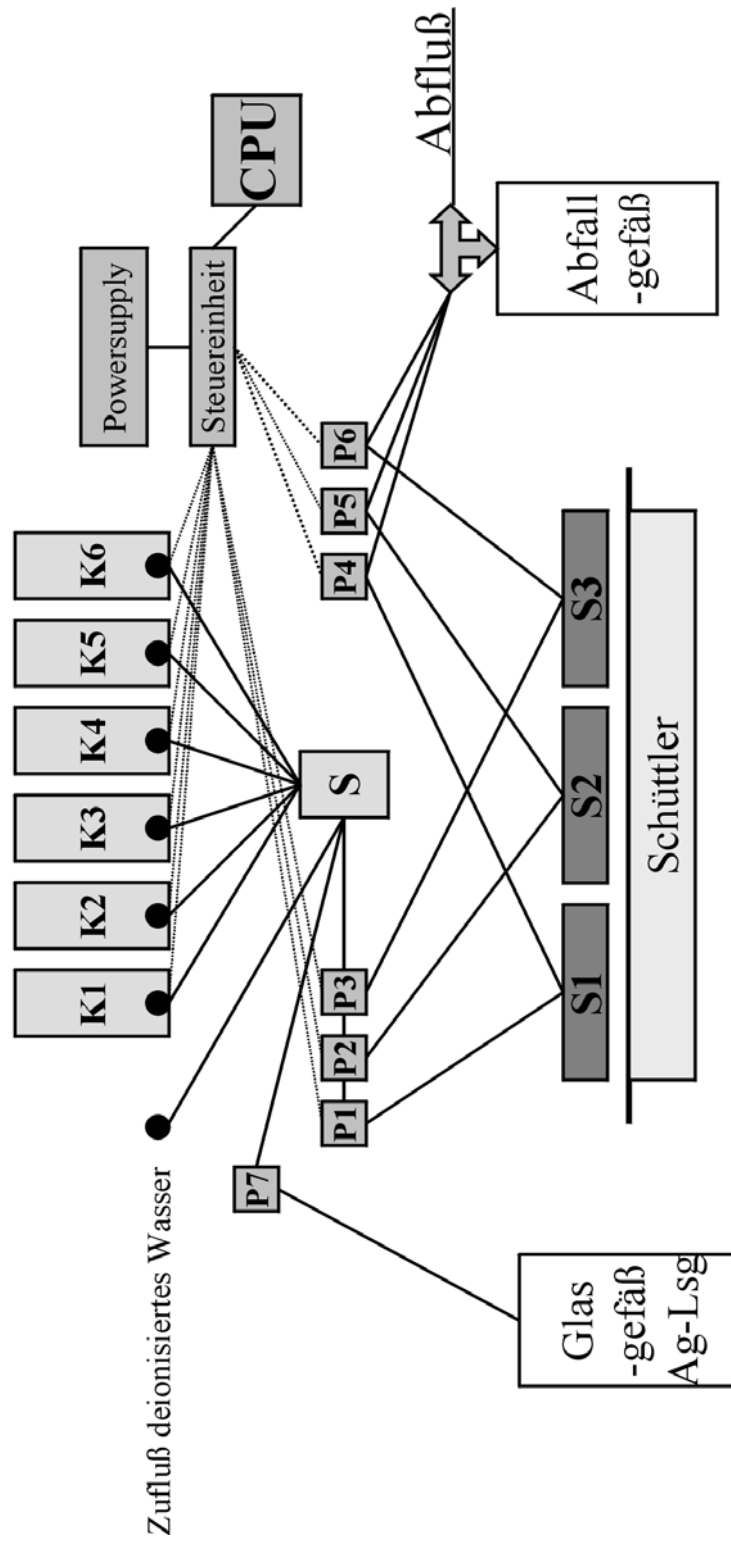 K1
K2
K3
K4
K5
K6
Powersupply
Steuereinheit
CPU
Zufluß deionisiertes Wasser
P7
P1
P2
P3
S
P4
P5
P6
Abfluß
Glas
-gefäß
Ag-Lsg
S1
S2
S3
Schüttler
Abfall
-gefäß